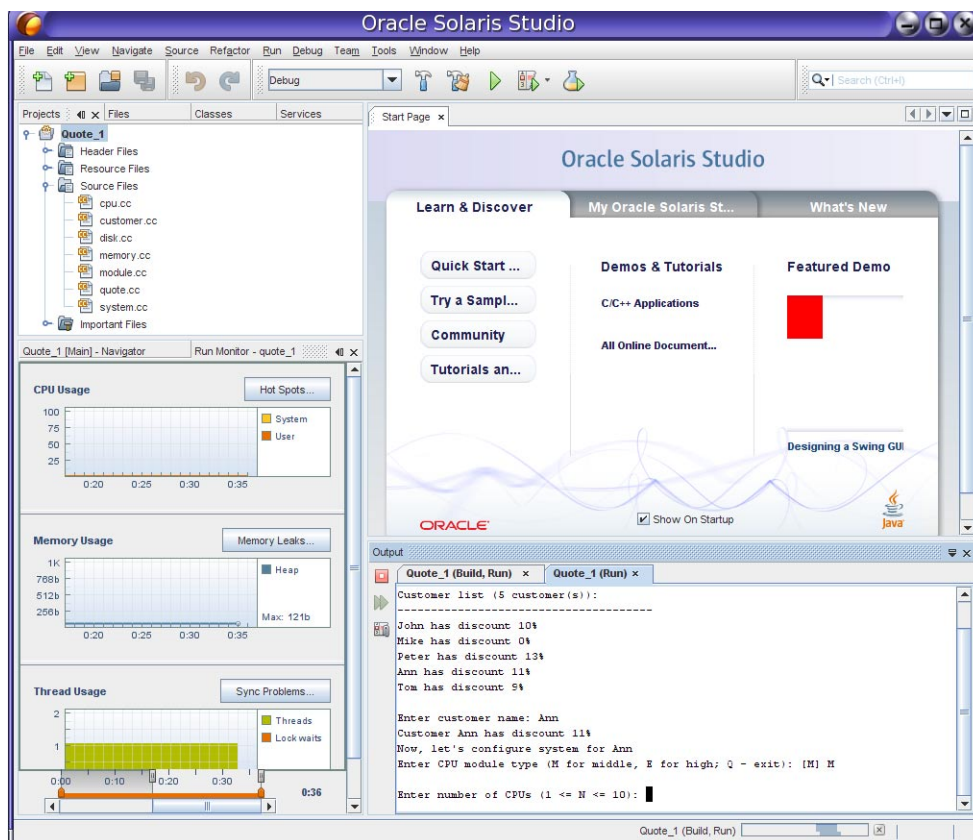 Oracle Solaris Studio
File Edit View Navigate Source Refactor Run Debug Team Tools Window Help
Debug
Search (Ctrl+I)
Projects Files Classes Services
Quote_1
Header Files
Resource Files
Source Files
cpu.cc
customer.cc
disk.cc
memory.cc
module.cc
quote.cc
system.cc
Important Files
Quote_1 [Main] - Navigator Run Monitor - quote_1
CPU Usage Hot Spots...
100
75
50
25
System
User
0:20 0:25 0:30 0:35
Memory Usage Memory Leaks...
1K
768b
512b
256b
Heap
Max: 121b
0:20 0:25 0:30 0:35
Thread Usage Sync Problems...
2
1
Threads
Lock waits
0:00 0:10 0:20 0:30
0:36
Start Page
Oracle Solaris Studio
Learn & Discover My Oracle Solaris St... What's New
Quick Start ...
Try a Sampl...
Community
Tutorials an...
Demos & Tutorials
C/C++ Applications
All Online Document...
Featured Demo
Designing a Swing GUI
ORACLE
Show On Startup
Java
Output
Quote_1 (Build, Run) Quote_1 (Run)
Customer list (5 customer(s)):
---------------------------------------
John has discount 10%
Mike has discount 0%
Peter has discount 13%
Ann has discount 11%
Tom has discount 9%
Enter customer name: Ann
Customer Ann has discount 11%
Now, let's configure system for Ann
Enter CPU module type (M for middle, E for high; Q - exit): [M] M
Enter number of CPUs (1 <= N <= 10):
Quote_1 (Build, Run)